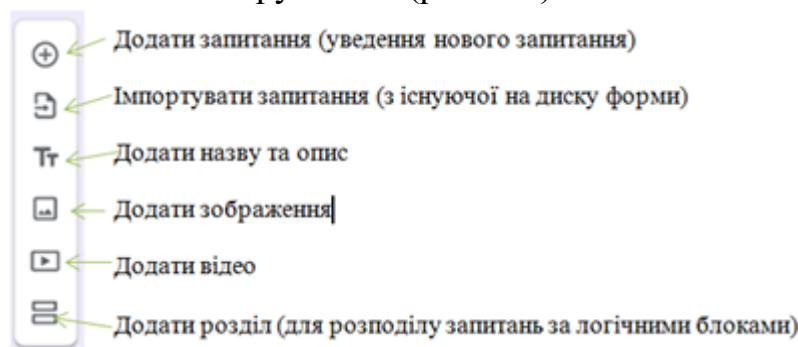 Додати запитання (уведення нового запитання)
Імпортувати запитання (з існуючої на диску форми)
Тт Додати назву та опис
Додати зображення
Додати відео
Додати розділ (для розподілу запитань за логічними блоками)